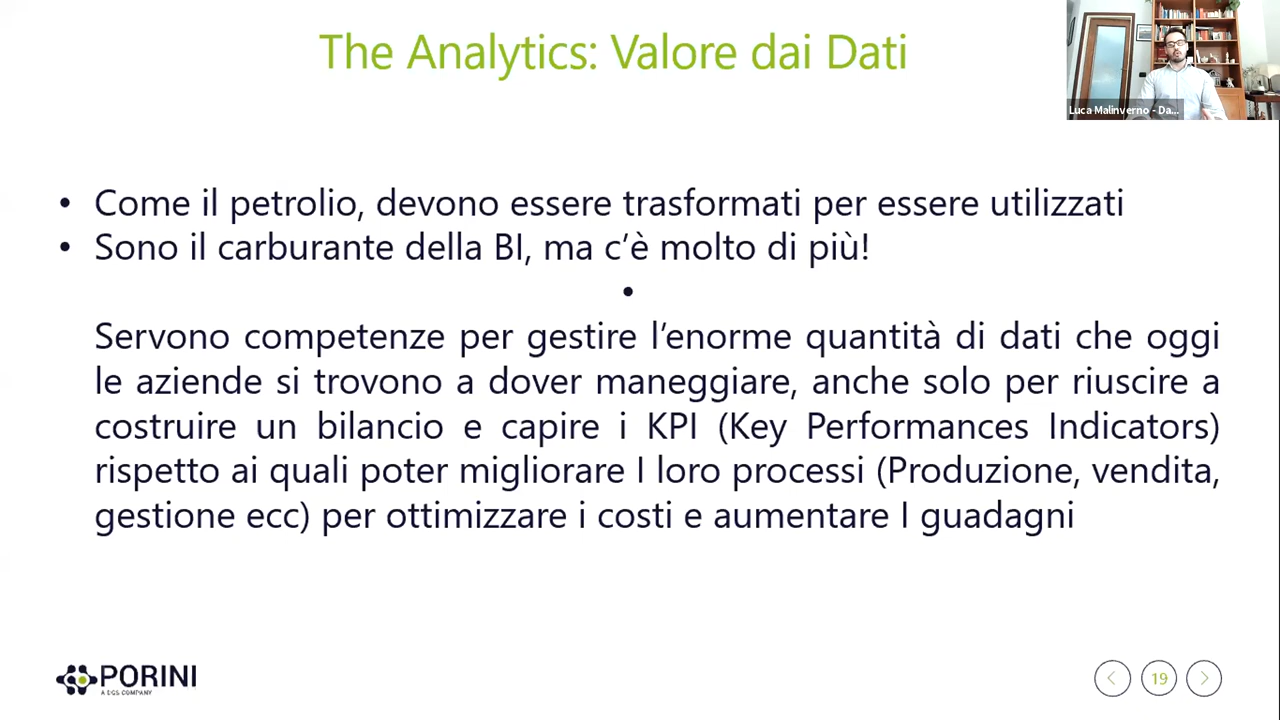 The Analytics: Valore dai Dati
Luca Malinverno - Da...
• Come il petrolio, devono essere trasformati per essere utilizzati
• Sono il carburante della BI, ma c’è molto di più!
•
Servono competenze per gestire l’enorme quantità di dati che oggi
le aziende si trovono a dover maneggiare, anche solo per riuscire a
costruire un bilancio e capire i KPI (Key Performances Indicators)
rispetto ai quali poter migliorare I loro processi (Produzione, vendita,
gestione ecc) per ottimizzare i costi e aumentare I guadagni
PORINI
A DGS COMPANY
19